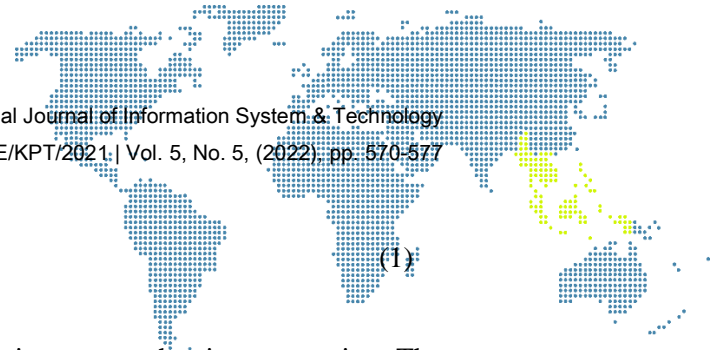 al Journal of Information System & Technology
E/KPT/2021 | Vol. 5, No. 5, (2022), pp. 570-577
(1)